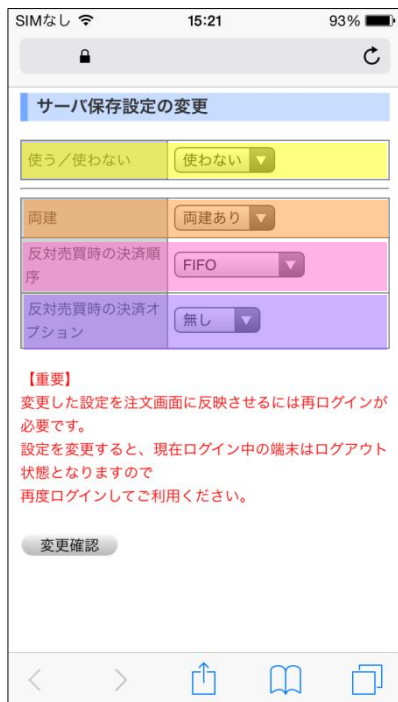 SIMなし 15:21 93%
サーバ保存設定の変更
使う／使わない 使わない
両建 両建あり
反対売買時の決済順
序 FIFO
反対売買時の決済オ
プション 無し
【重要】
変更した設定を注文画面に反映させるには再ログインが
必要です。
設定を変更すると、現在ログイン中の端末はログアウト
状態となりますので
再度ログインしてご利用ください。
変更確認